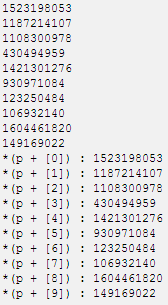 1523198053
1187214107
1108300978
430494959
1421301276
930971084
123250484
106932140
1604461820
149169022
*(p + [0]) : 1523198053
*(p + [1]) : 1187214107
*(p + [2]) : 1108300978
*(p + [3]) : 430494959
*(p + [4]) : 1421301276
*(p + [5]) : 930971084
*(p + [6]) : 123250484
*(p + [7]) : 106932140
*(p + [8]) : 1604461820
*(p + [9]) : 149169022